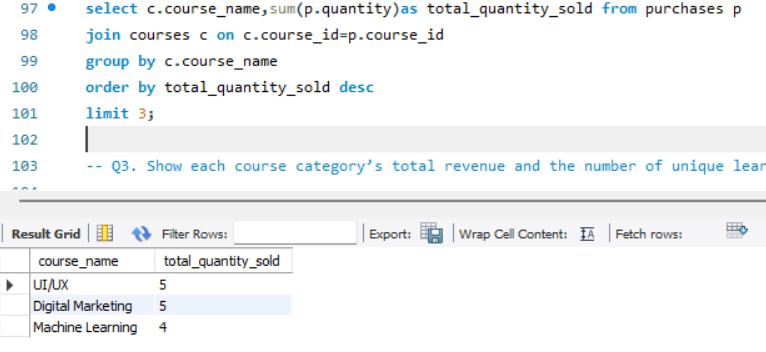 97 select c.course_name,sum(p.quantity)as total_quantity_sold from purchases p
98 join courses c on c.course_id=p.course_id
99 group by c.course_name
100 order by total_quantity_sold desc
101 limit 3;
102
103 -- Q3. Show each course category’s total revenue and the number of unique lear
Result Grid Filter Rows: Export: Wrap Cell Content: Fetch rows:
course_name total_quantity_sold
UI/UX 5
Digital Marketing 5
Machine Learning 4